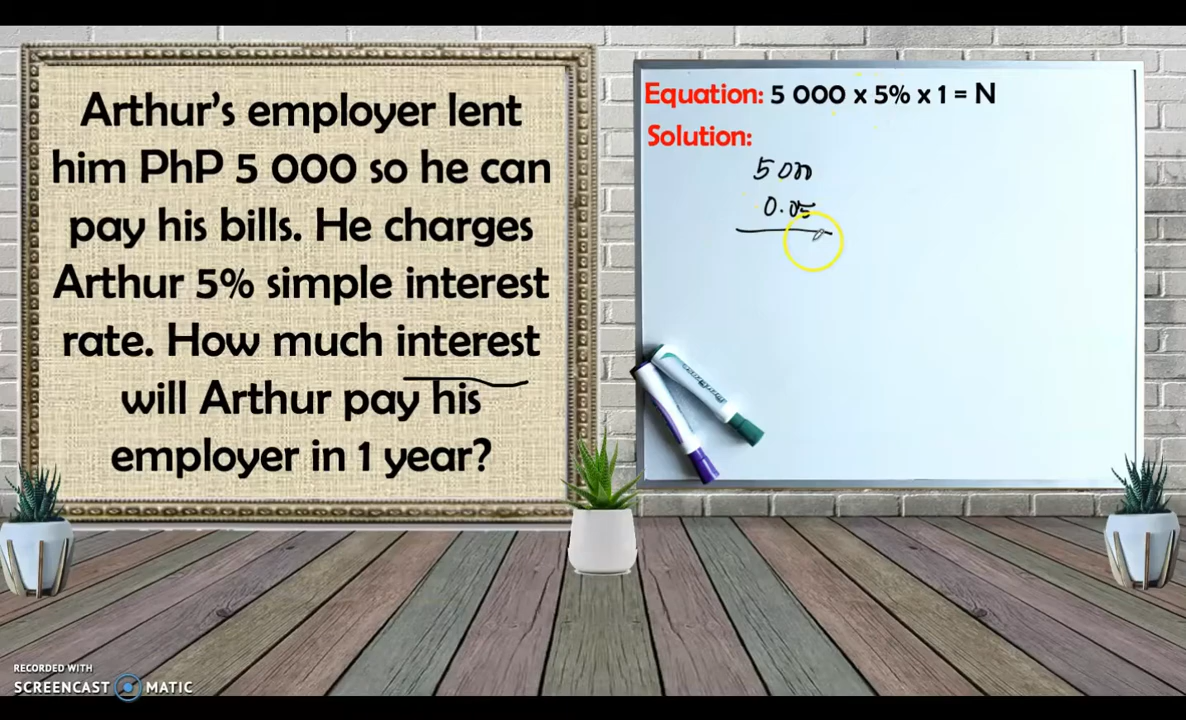 Arthur's employer lent
him PhP 5 000 so he can
pay his bills. He charges
Arthur 5% simple interest
rate. How much interest
will Arthur pay his
employer in 1 year?
Equation: 5 000 x 5% x 1 = N
Solution:
5 000
0.05
RECORDED WITH
SCREENCAST MATIC